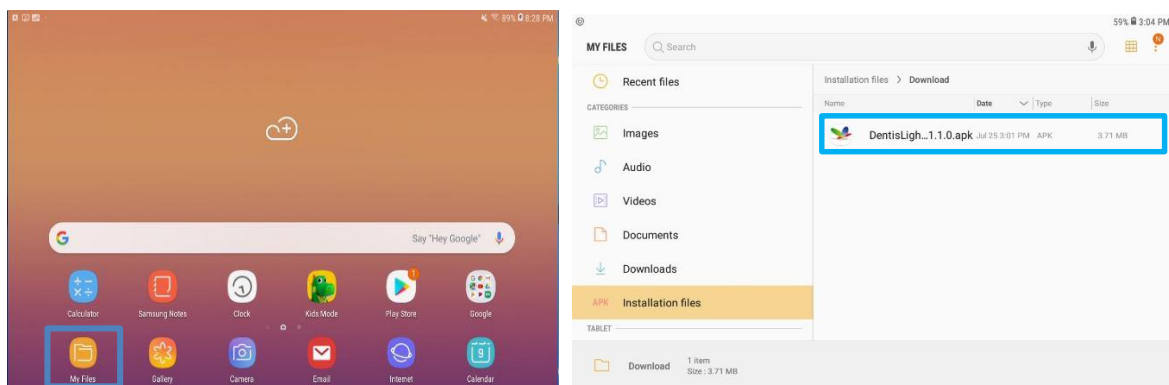 89% 8:28 PM
Say "Hey Google"
Calculator
Samsung Notes
Clock
Kids Mode
1
Play Store
Google
My Files
Gallery
Camera
Email
Internet
9
Calendar
59% 3:04 PM
MY FILES
Search
N
Recent files
CATEGORIES
Images
Audio
Videos
Documents
Downloads
APK Installation files
TABLET
Download
1 item
Size : 3.71 MB
Installation files > Download
Name Date Type Size
DentisLigh...1.1.0.apk Jul 25 3:01 PM APK 3.71 MB